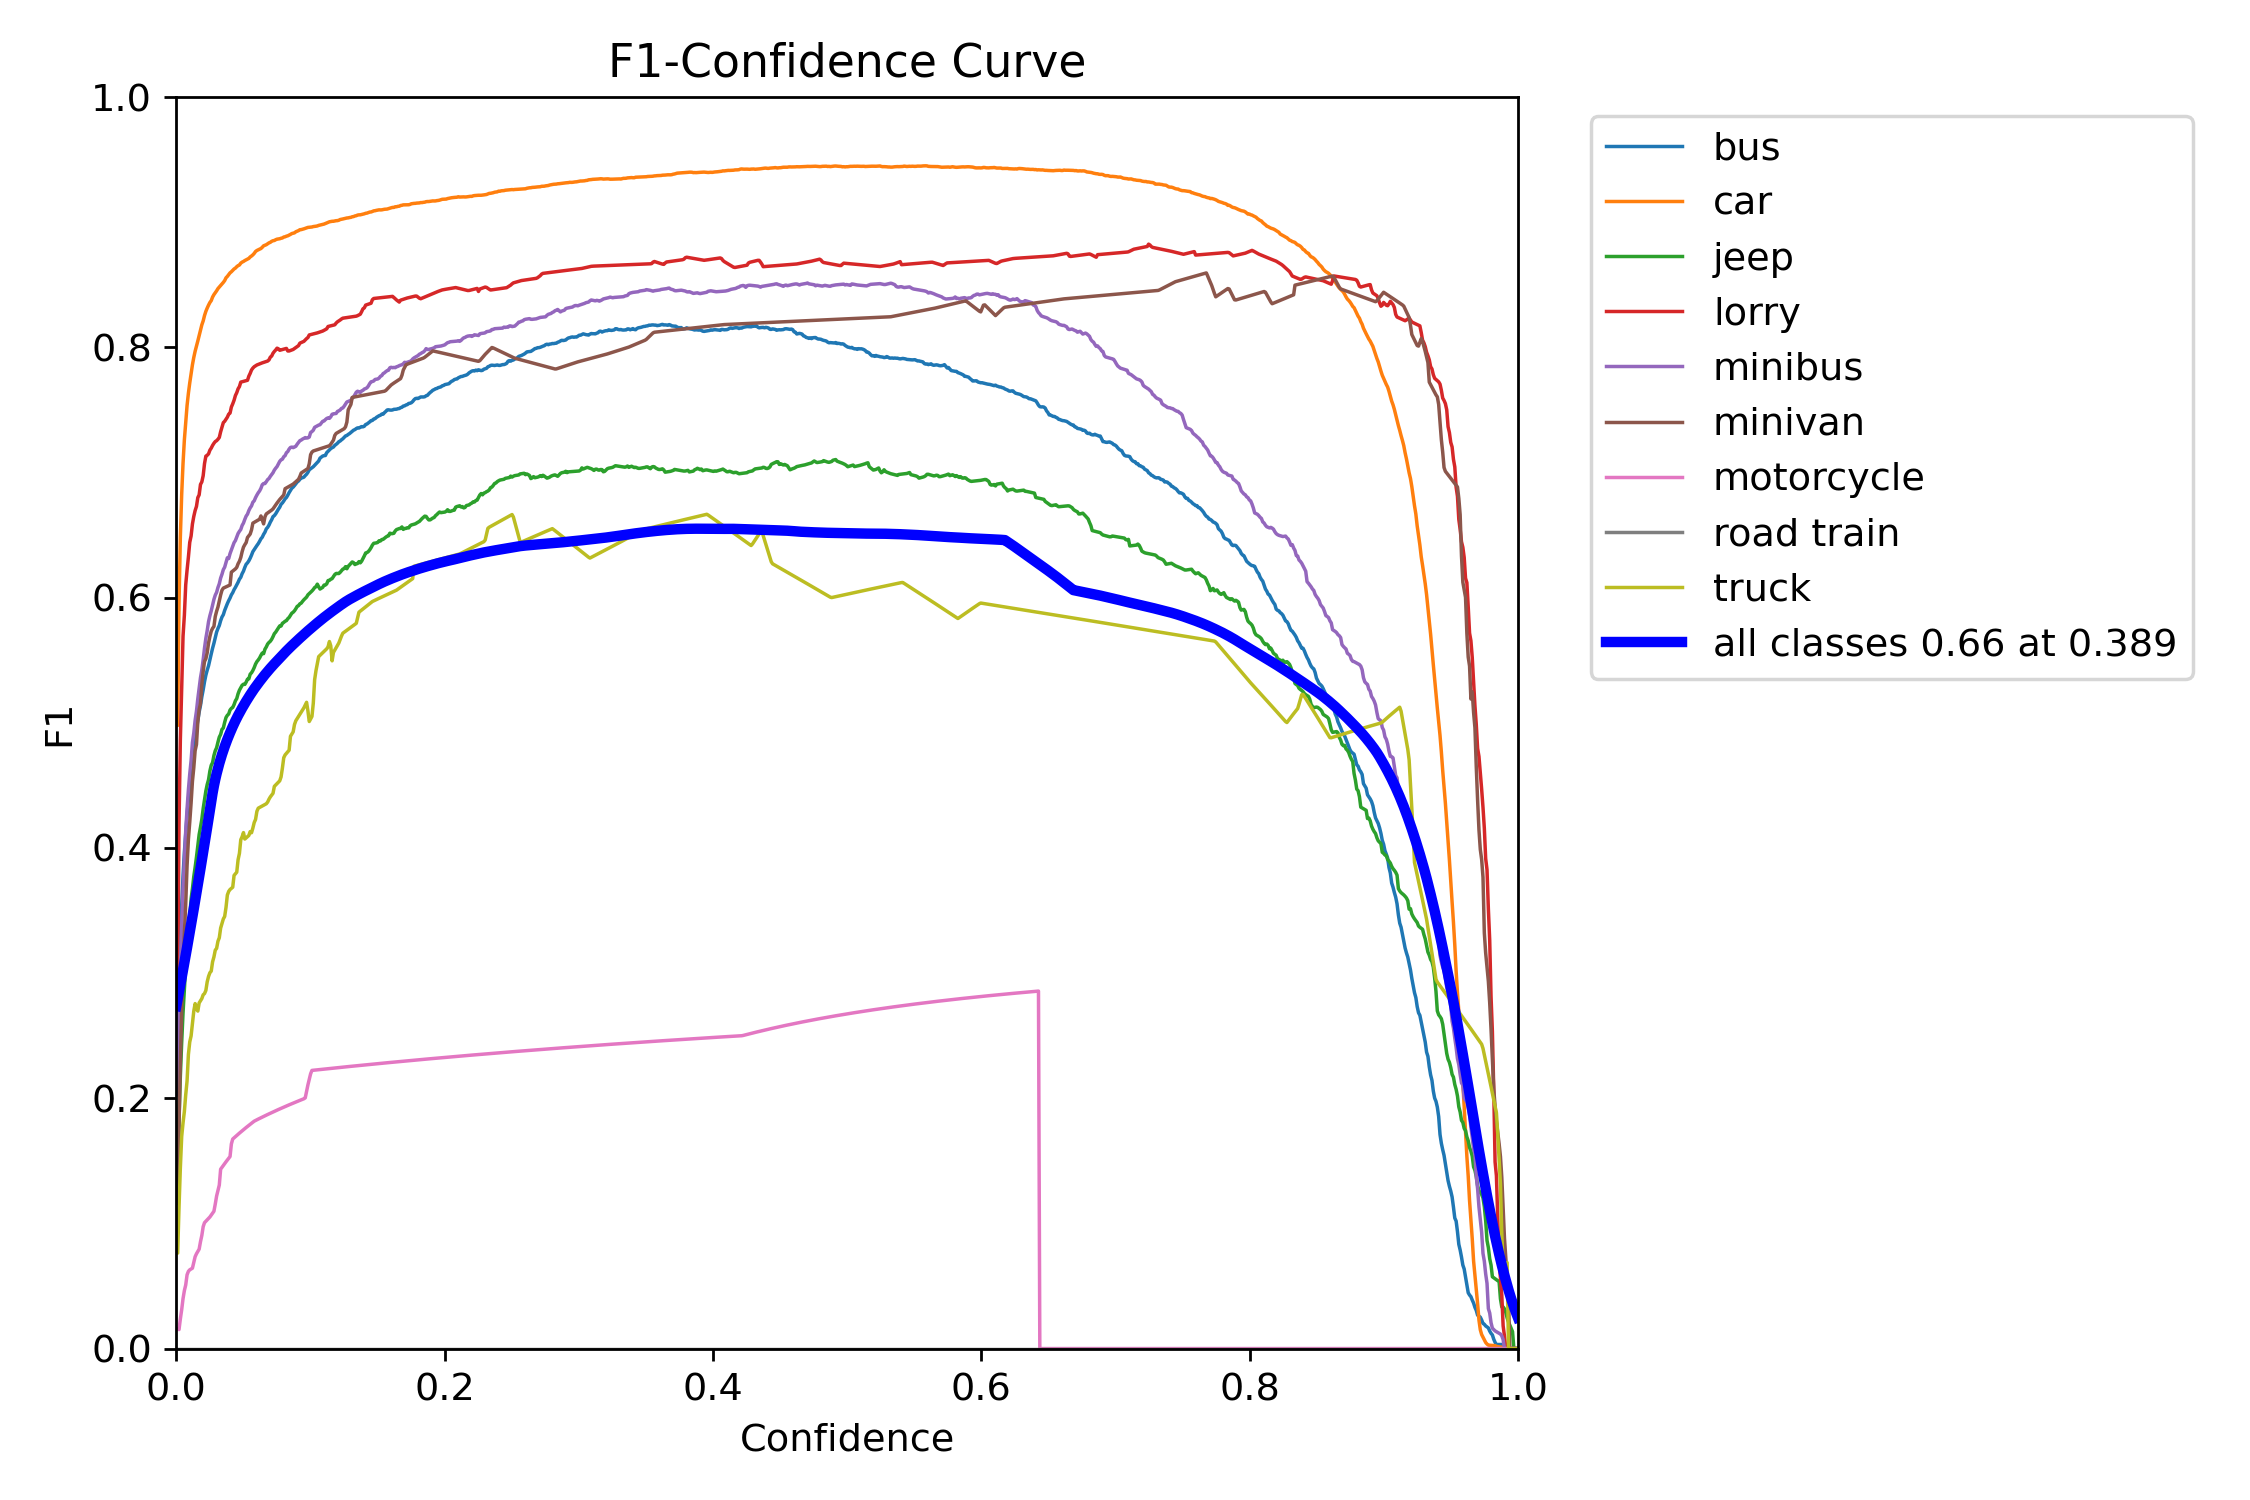 F1-Confidence Curve
1.0
0.8
0.6
0.4
0.2
0.0
F1
0.0 0.2 0.4 0.6 0.8 1.0
Confidence
bus
car
jeep
lorry
minibus
minivan
motorcycle
road train
truck
all classes 0.66 at 0.389